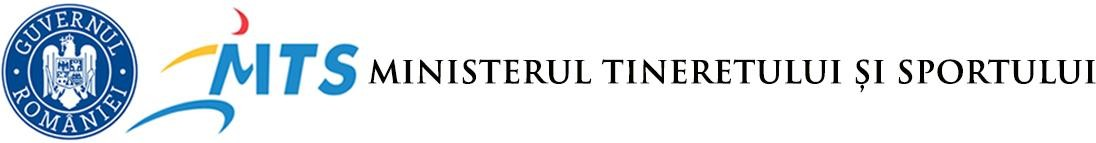 GUVERNUL ROMÂNIEI
MTS
MINISTERUL TINERETULUI ȘI SPORTULUI